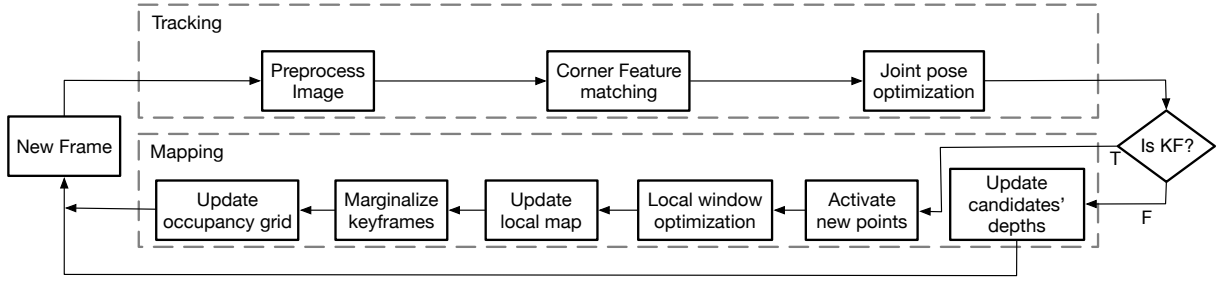 Tracking
Preprocess
Image
Corner Feature
matching
Joint pose
optimization
New Frame
Is KF?
T
F
Mapping
Update
occupancy grid
Marginalize
keyframes
Update
local map
Local window
optimization
Activate
new points
Update
candidates'
depths